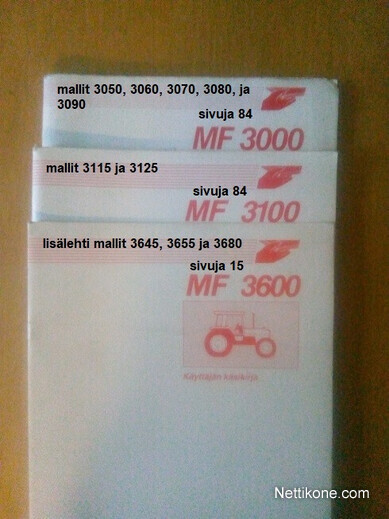 mallit 3050, 3060, 3070, 3080, ja
3090
sivuja 84
MF 3000
mallit 3115 ja 3125
sivuja 84
MF 3100
lisälehti mallit 3645, 3655 ja 3680
sivuja 15
MF 3600
Käyttäjän käsikirja
Nettikone.com